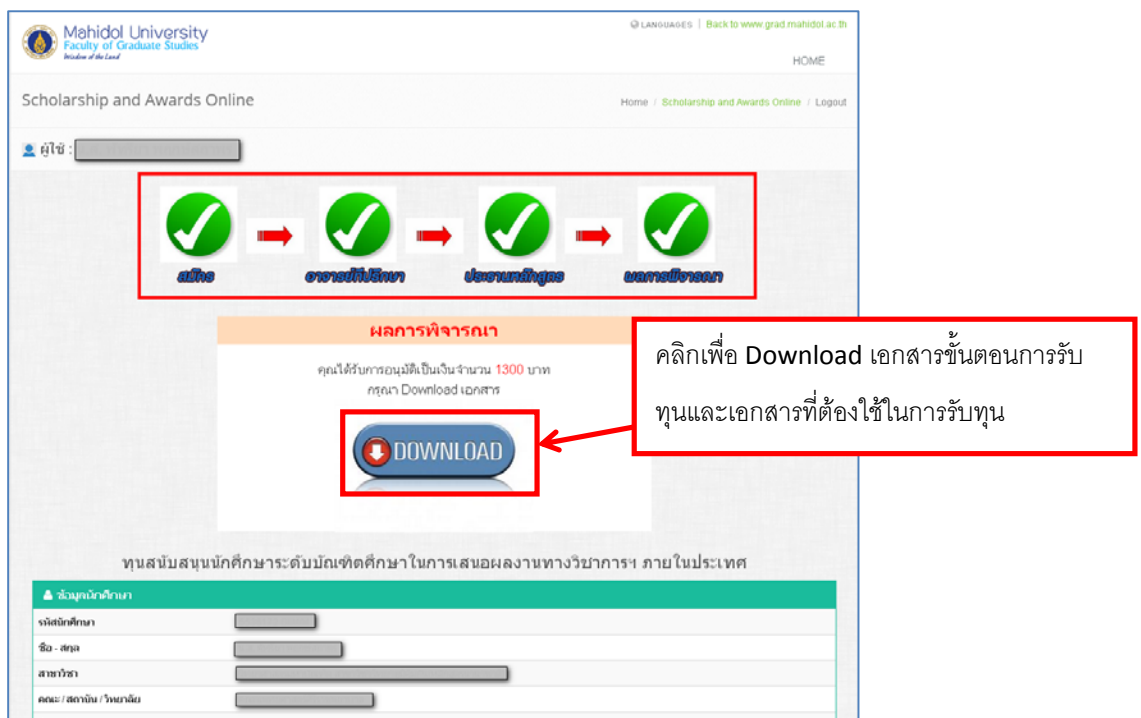 Mahidol University
Faculty of Graduate Studies
Wisdom of the Land
LANGUAGES | Back to www.grad.mahidol.ac.th
HOME
Scholarship and Awards Online
Home / Scholarship and Awards Online / Logout
ผู้ใช้ :
สมัคร
อาจารย์ที่ปรึกษา
ประธานหลักสูตร
ผลการพิจารณา
ผลการพิจารณา
คุณได้รับการอนุมัติเป็นเงินจำนวน 1300 บาท
กรุณา Download เอกสาร
DOWNLOAD
คลิกเพื่อ Download เอกสารขั้นตอนการรับ
ทุนและเอกสารที่ต้องใช้ในการรับทุน
ทุนสนับสนุนนักศึกษาระดับบัณฑิตศึกษาในการเสนอผลงานทางวิชาการฯ ภายในประเทศ
ข้อมูลนักศึกษา
รหัสนักศึกษา
ชื่อ - สกุล
สาขาวิชา
คณะ / สถาบัน / วิทยาลัย